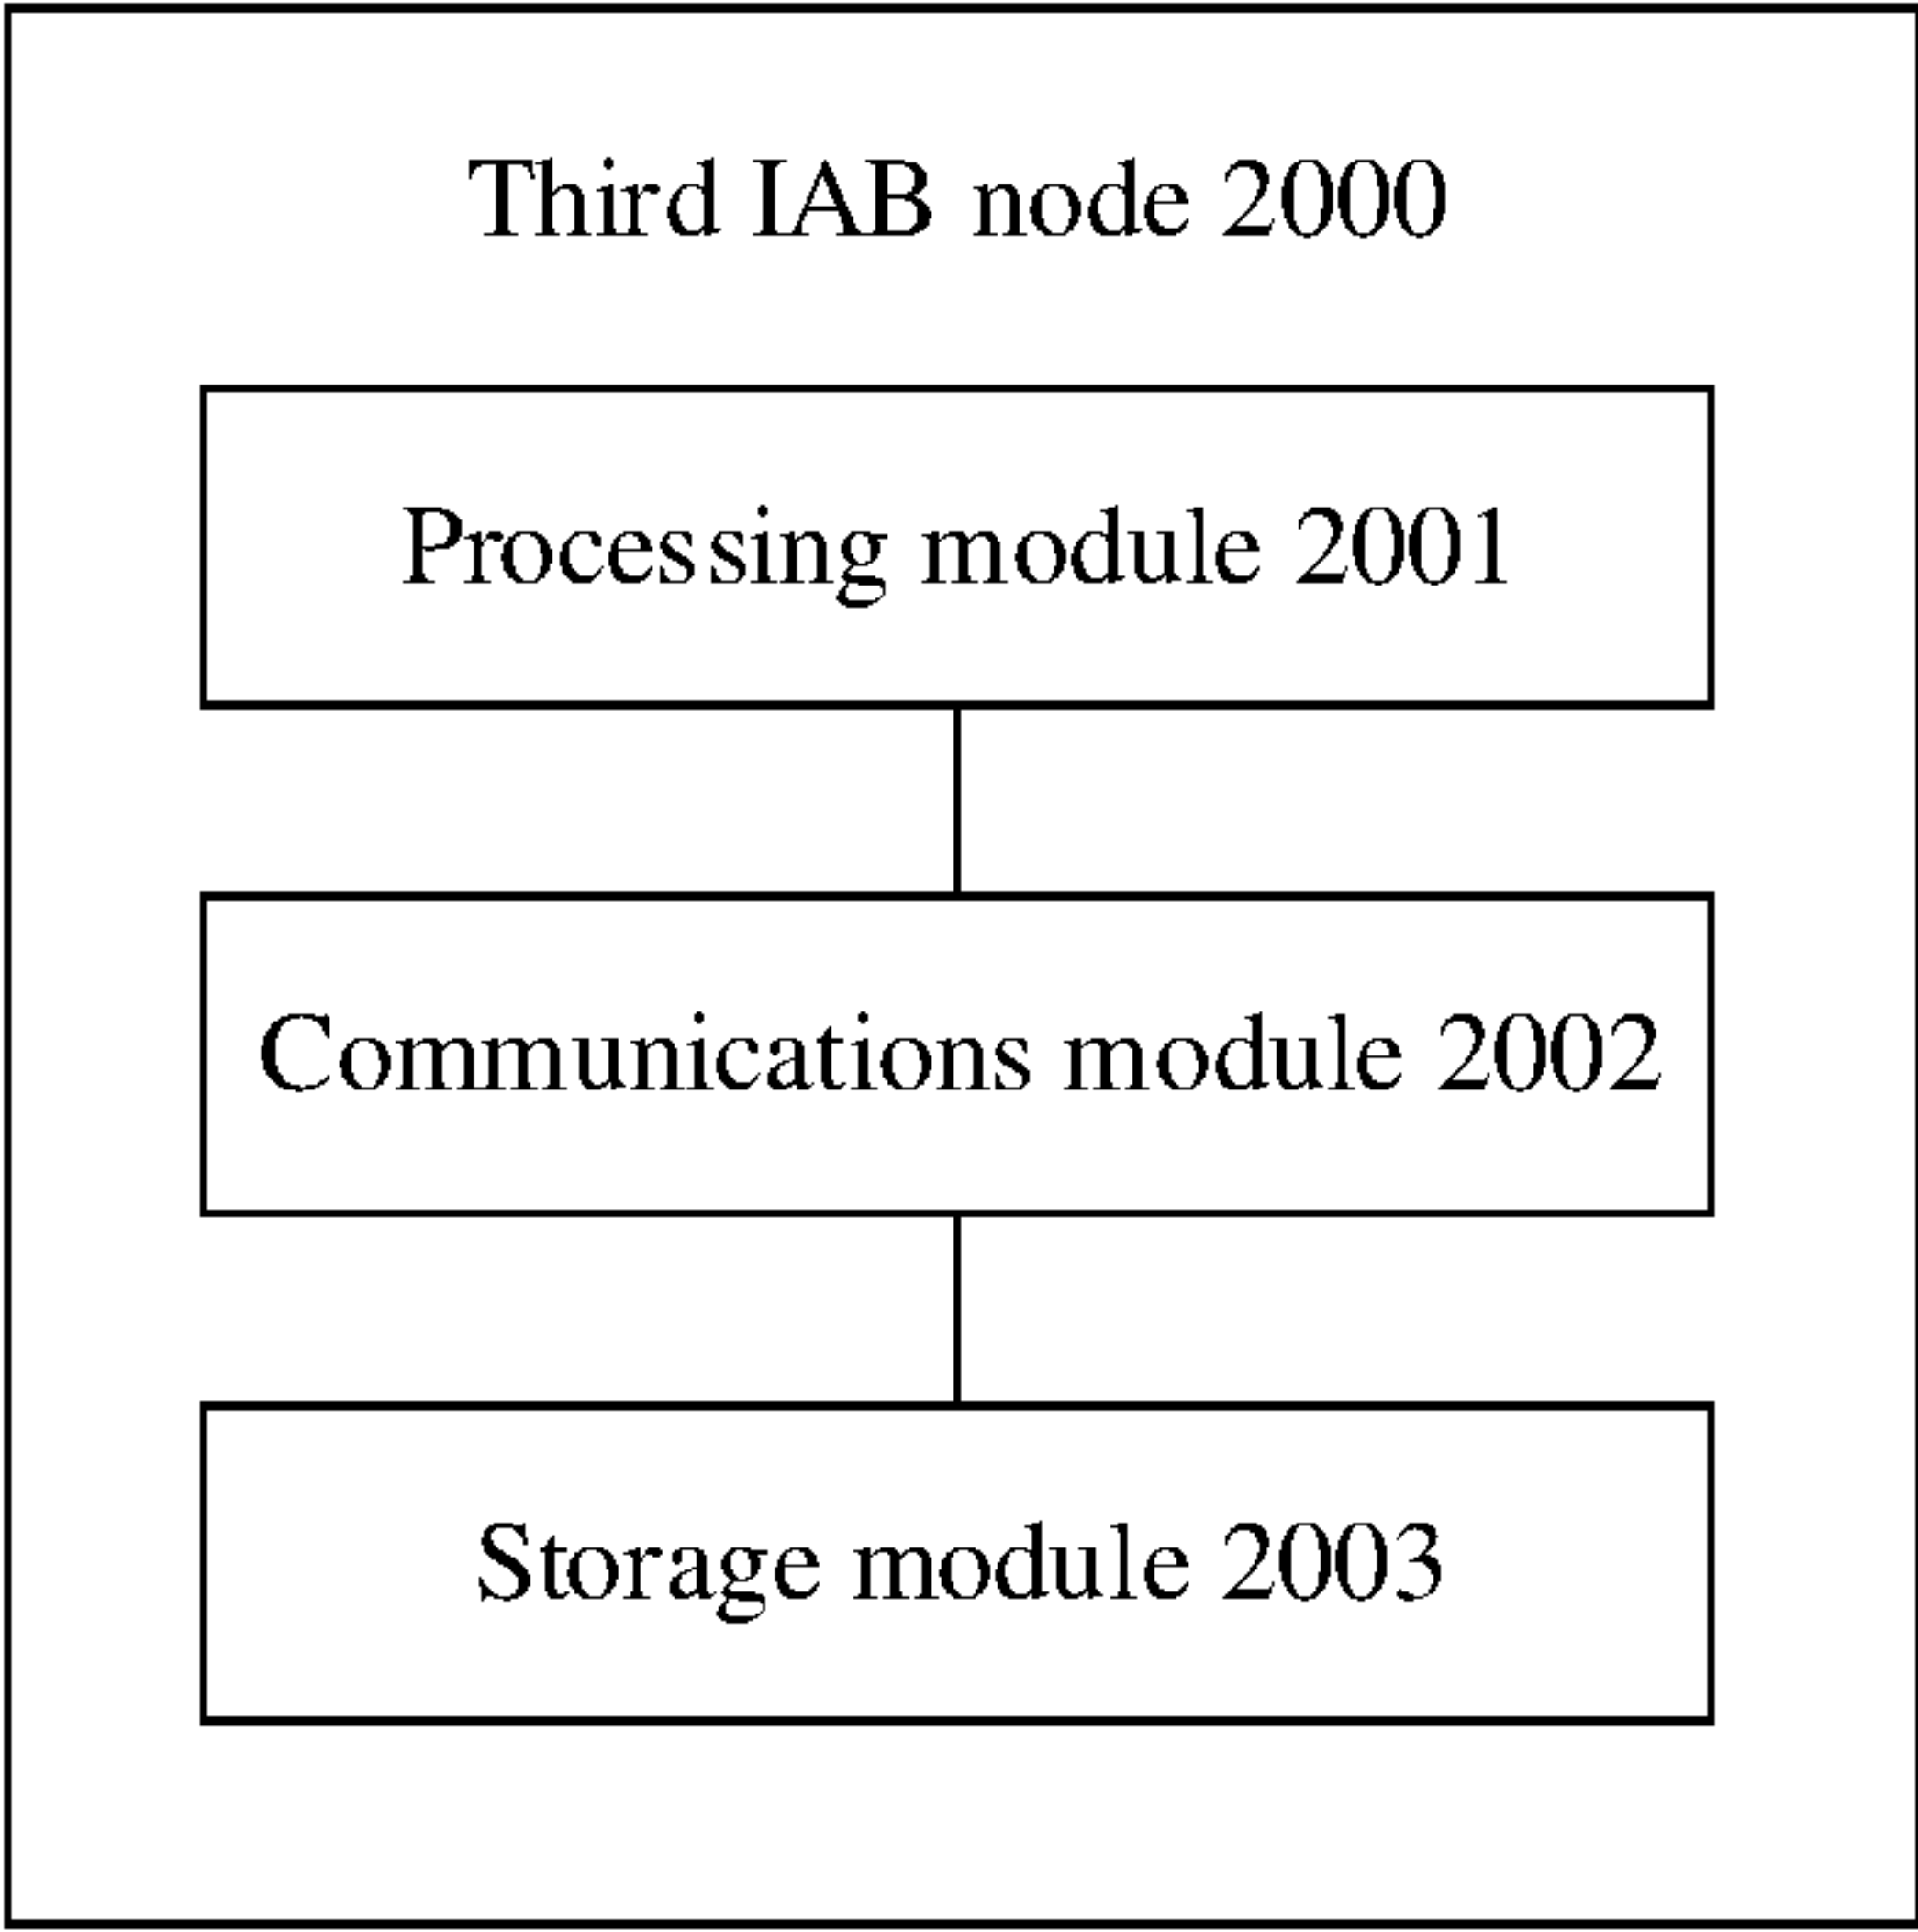 Third IAB node 2000
Processing module 2001
Communications module 2002
Storage module 2003